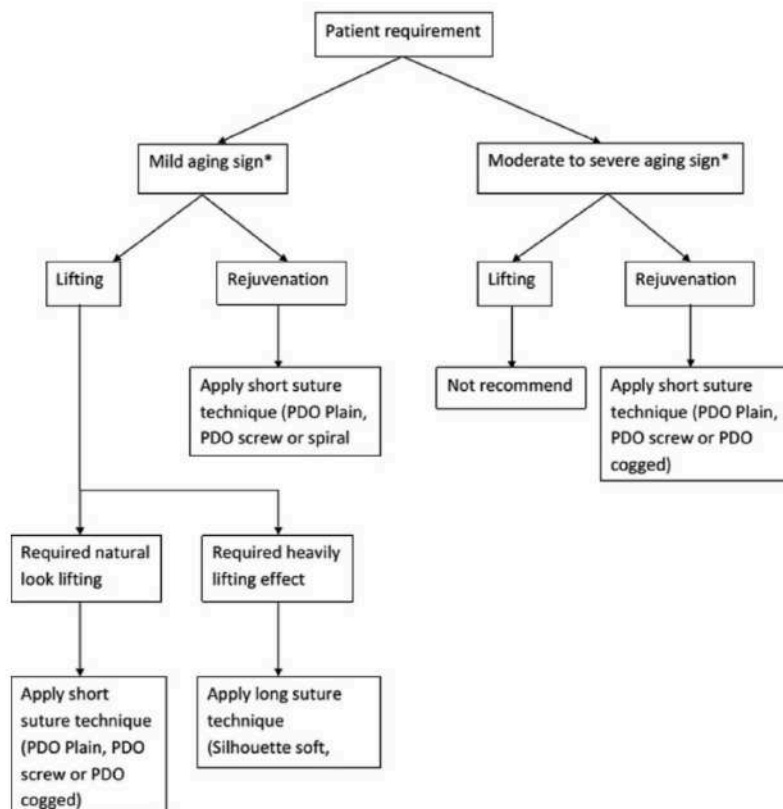 Patient requirement
Mild aging sign*
Moderate to severe aging sign*
Lifting
Rejuvenation
Lifting
Rejuvenation
Apply short suture
technique (PDO Plain,
PDO screw or spiral
Not recommend
Apply short suture
technique (PDO Plain,
PDO screw or PDO
cogged)
Required natural
look lifting
Required heavily
lifting effect
Apply short
suture technique
(PDO Plain, PDO
screw or PDO
cogged)
Apply long suture
technique
(Silhouette soft,